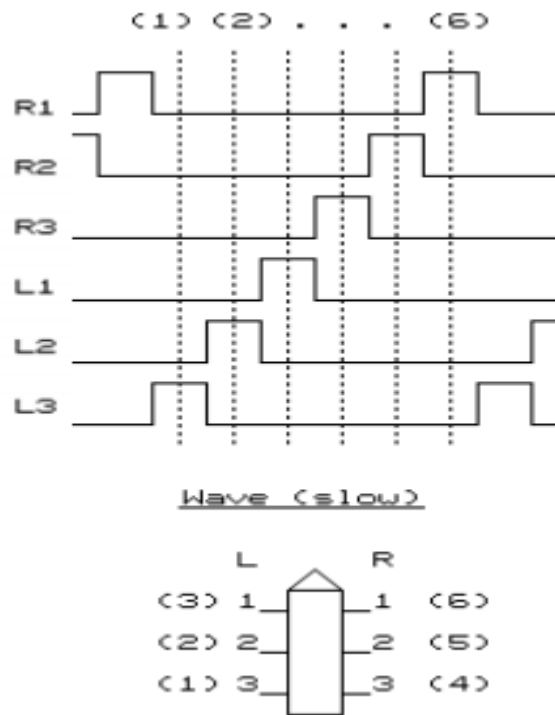 (1) (2) . . . (6)
R1
R2
R3
L1
L2
L3
Wave (slow)
L R
(3) 1 1 (6)
(2) 2 2 (5)
(1) 3 3 (4)